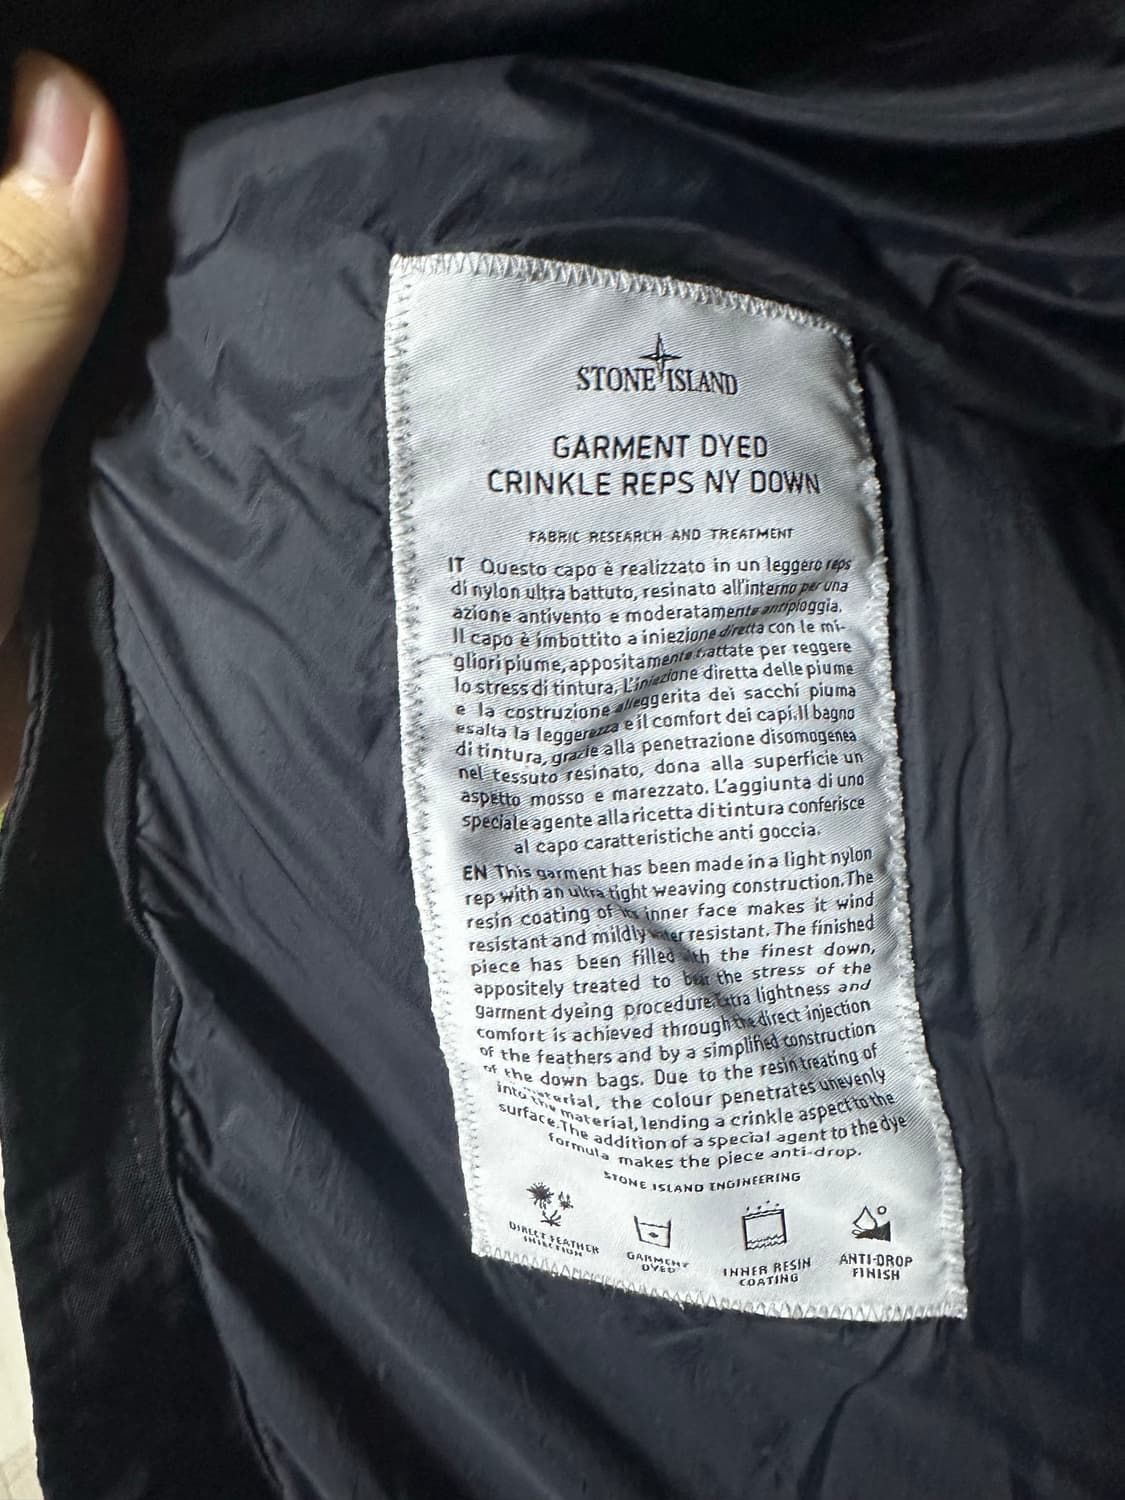 STONE ISLAND
GARMENT DYED
CRINKLE REPS NY DOWN
FABRIC RESEARCH AND TREATMENT
IT Questo capo è realizzato in un leggero reps
di nylon ultra battuto, resinato all'interno per una
azione antivento e moderatamente antipioggia.
Il capo è imbottito a iniezione diretta con le mi-
gliori piume, appositamente trattate per reggere
lo stress di tintura. L'iniezione diretta delle piume
e la costruzione alleggerita dei sacchi piuma
esalta la leggerezza e il comfort dei capi. Il bagno
di tintura, grazie alla penetrazione disomogenea
nel tessuto resinato, dona alla superficie un
aspetto mosso e marezzato. L'aggiunta di uno
speciale agente alla ricetta di tintura conferisce
al capo caratteristiche anti goccia.
EN This garment has been made in a light nylon
rep with an ultra tight weaving construction. The
resin coating of its inner face makes it wind
resistant and mildly water resistant. The finished
piece has been filled with the finest down,
appositely treated to bear the stress of the
garment dyeing procedure. Extra lightness and
comfort is achieved through the direct injection
of the feathers and by a simplified construction
of the down bags. Due to the resin treating of
the material, the colour penetrates unevenly
into the material, lending a crinkle aspect to the
surface. The addition of a special agent to the dye
formula makes the piece anti-drop.
STONE ISLAND ENGINEERING
DIRECT FEATHER
INJECTION
GARMENT
DYED
INNER RESIN
COATING
ANTI-DROP
FINISH